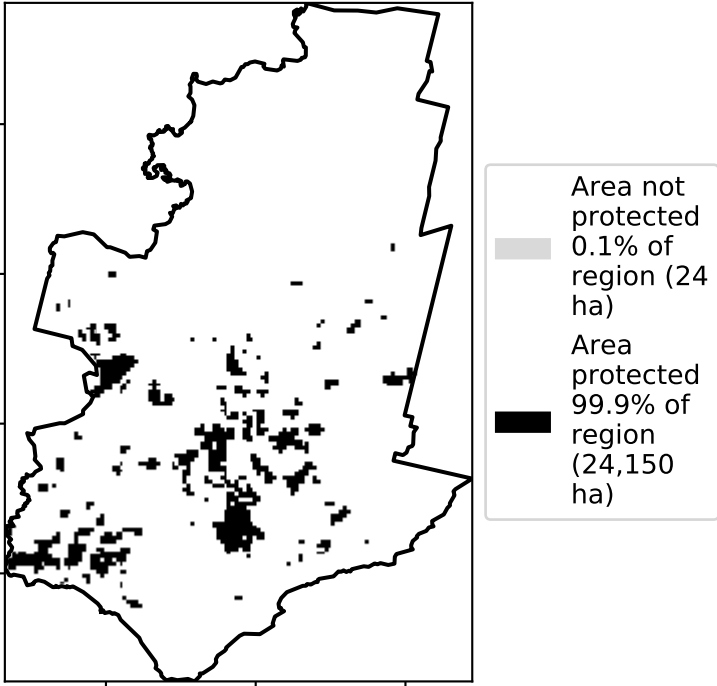 Area not
protected
0.1% of
region (24
ha)
Area
protected
99.9% of
region
(24,150
ha)